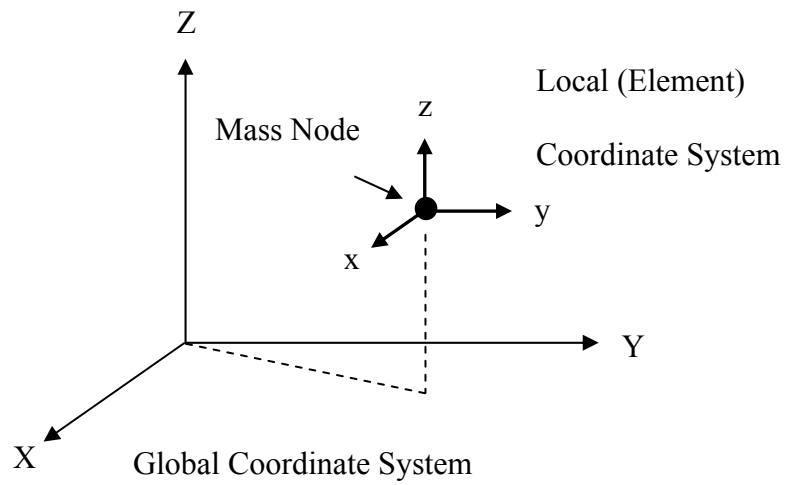 Z
Local (Element)
z
Mass Node
Coordinate System
y
x
Y
X
Global Coordinate System